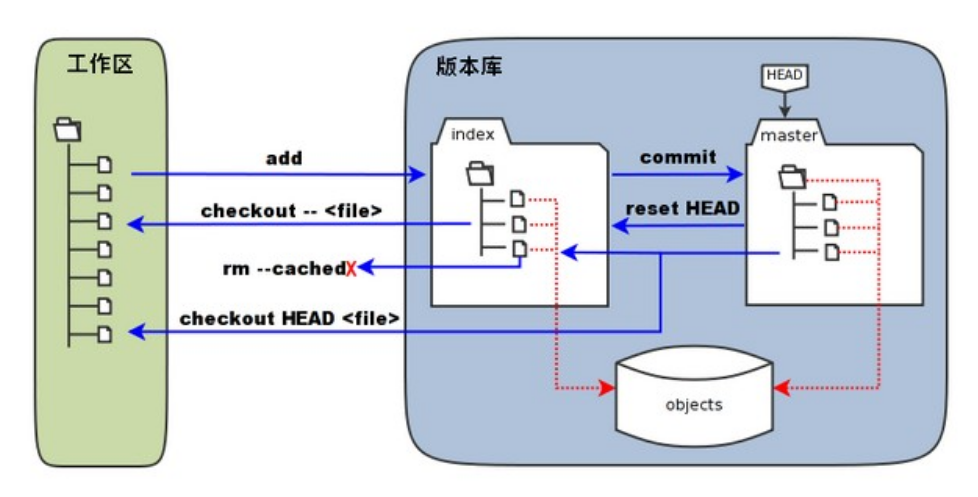 工作区
版本库
HEAD
index
master
add
commit
checkout -- <file>
reset HEAD
rm --cachedX
checkout HEAD <file>
objects